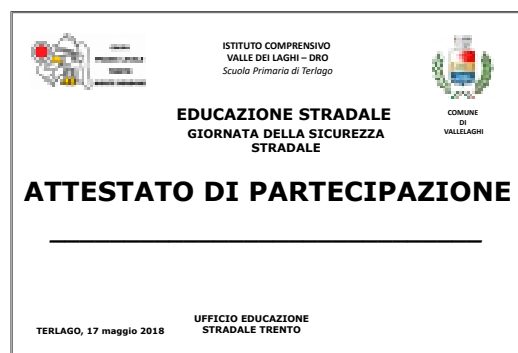 ISTITUTO COMPRENSIVO
VALLE DEI LAGHI – DRO
Scuola Primaria di Terlago
COMUNE
DI
VALLELAGHI
EDUCAZIONE STRADALE
GIORNATA DELLA SICUREZZA
STRADALE
ATTESTATO DI PARTECIPAZIONE
TERLAGO, 17 maggio 2018
UFFICIO EDUCAZIONE
STRADALE TRENTO